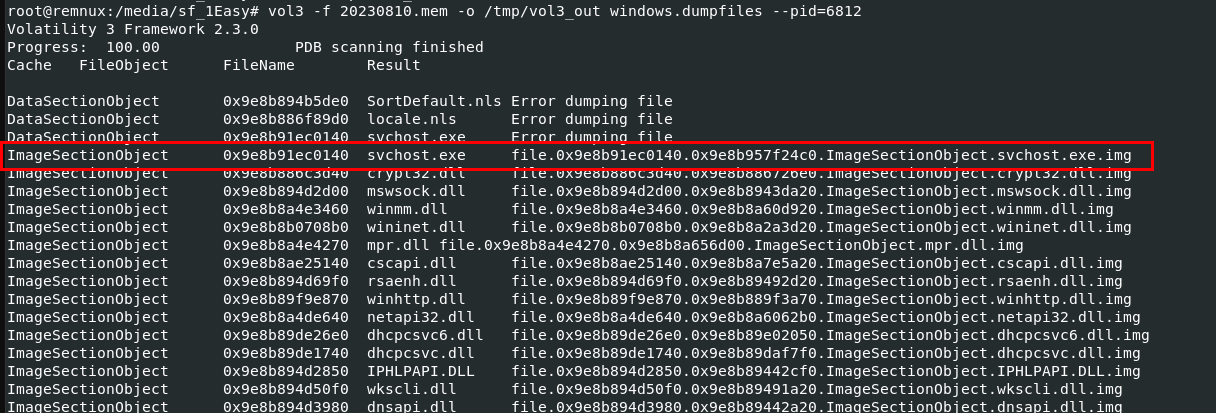 root@remnux:/media/sf_1Easy# vol3 -f 20230810.mem -o /tmp/vol3_out windows.dumpfiles --pid=6812
Volatility 3 Framework 2.3.0
Progress:  100.00               PDB scanning finished
Cache   FileObject      FileName        Result
DataSectionObject       0x9e8b894b5de0  SortDefault.nls Error dumping file
DataSectionObject       0x9e8b886f89d0  locale.nls      Error dumping file
DataSectionObject       0x9e8b91ec0140  svchost.exe     Error dumping file
ImageSectionObject      0x9e8b91ec0140  svchost.exe     file.0x9e8b91ec0140.0x9e8b957f24c0.ImageSectionObject.svchost.exe.img
ImageSectionObject      0x9e8b886c3d40  crypt32.dll     file.0x9e8b886c3d40.0x9e8b886726e0.ImageSectionObject.crypt32.dll.img
ImageSectionObject      0x9e8b894d2d00  mswsock.dll     file.0x9e8b894d2d00.0x9e8b8943da20.ImageSectionObject.mswsock.dll.img
ImageSectionObject      0x9e8b8a4e3460  winmm.dll       file.0x9e8b8a4e3460.0x9e8b8a60d920.ImageSectionObject.winmm.dll.img
ImageSectionObject      0x9e8b8b0708b0  wininet.dll     file.0x9e8b8b0708b0.0x9e8b8a2a3d20.ImageSectionObject.wininet.dll.img
ImageSectionObject      0x9e8b8a4e4270  mpr.dll file.0x9e8b8a4e4270.0x9e8b8a656d00.ImageSectionObject.mpr.dll.img
ImageSectionObject      0x9e8b8ae25140  cscapi.dll      file.0x9e8b8ae25140.0x9e8b8a7e5a20.ImageSectionObject.cscapi.dll.img
ImageSectionObject      0x9e8b894d69f0  rsaenh.dll      file.0x9e8b894d69f0.0x9e8b89492d20.ImageSectionObject.rsaenh.dll.img
ImageSectionObject      0x9e8b89f9e870  winhttp.dll     file.0x9e8b89f9e870.0x9e8b889f3a70.ImageSectionObject.winhttp.dll.img
ImageSectionObject      0x9e8b8a4de640  netapi32.dll    file.0x9e8b8a4de640.0x9e8b8a6062b0.ImageSectionObject.netapi32.dll.img
ImageSectionObject      0x9e8b89de26e0  dhcpcsvc6.dll   file.0x9e8b89de26e0.0x9e8b89e02050.ImageSectionObject.dhcpcsvc6.dll.img
ImageSectionObject      0x9e8b89de1740  dhcpcsvc.dll    file.0x9e8b89de1740.0x9e8b89daf7f0.ImageSectionObject.dhcpcsvc.dll.img
ImageSectionObject      0x9e8b894d2850  IPHLPAPI.DLL    file.0x9e8b894d2850.0x9e8b89442cf0.ImageSectionObject.IPHLPAPI.DLL.img
ImageSectionObject      0x9e8b894d50f0  wkscli.dll      file.0x9e8b894d50f0.0x9e8b89491a20.ImageSectionObject.wkscli.dll.img
ImageSectionObject      0x9e8b894d3980  dnsapi.dll      file.0x9e8b894d3980.0x9e8b89442a20.ImageSectionObject.dnsapi.dll.img